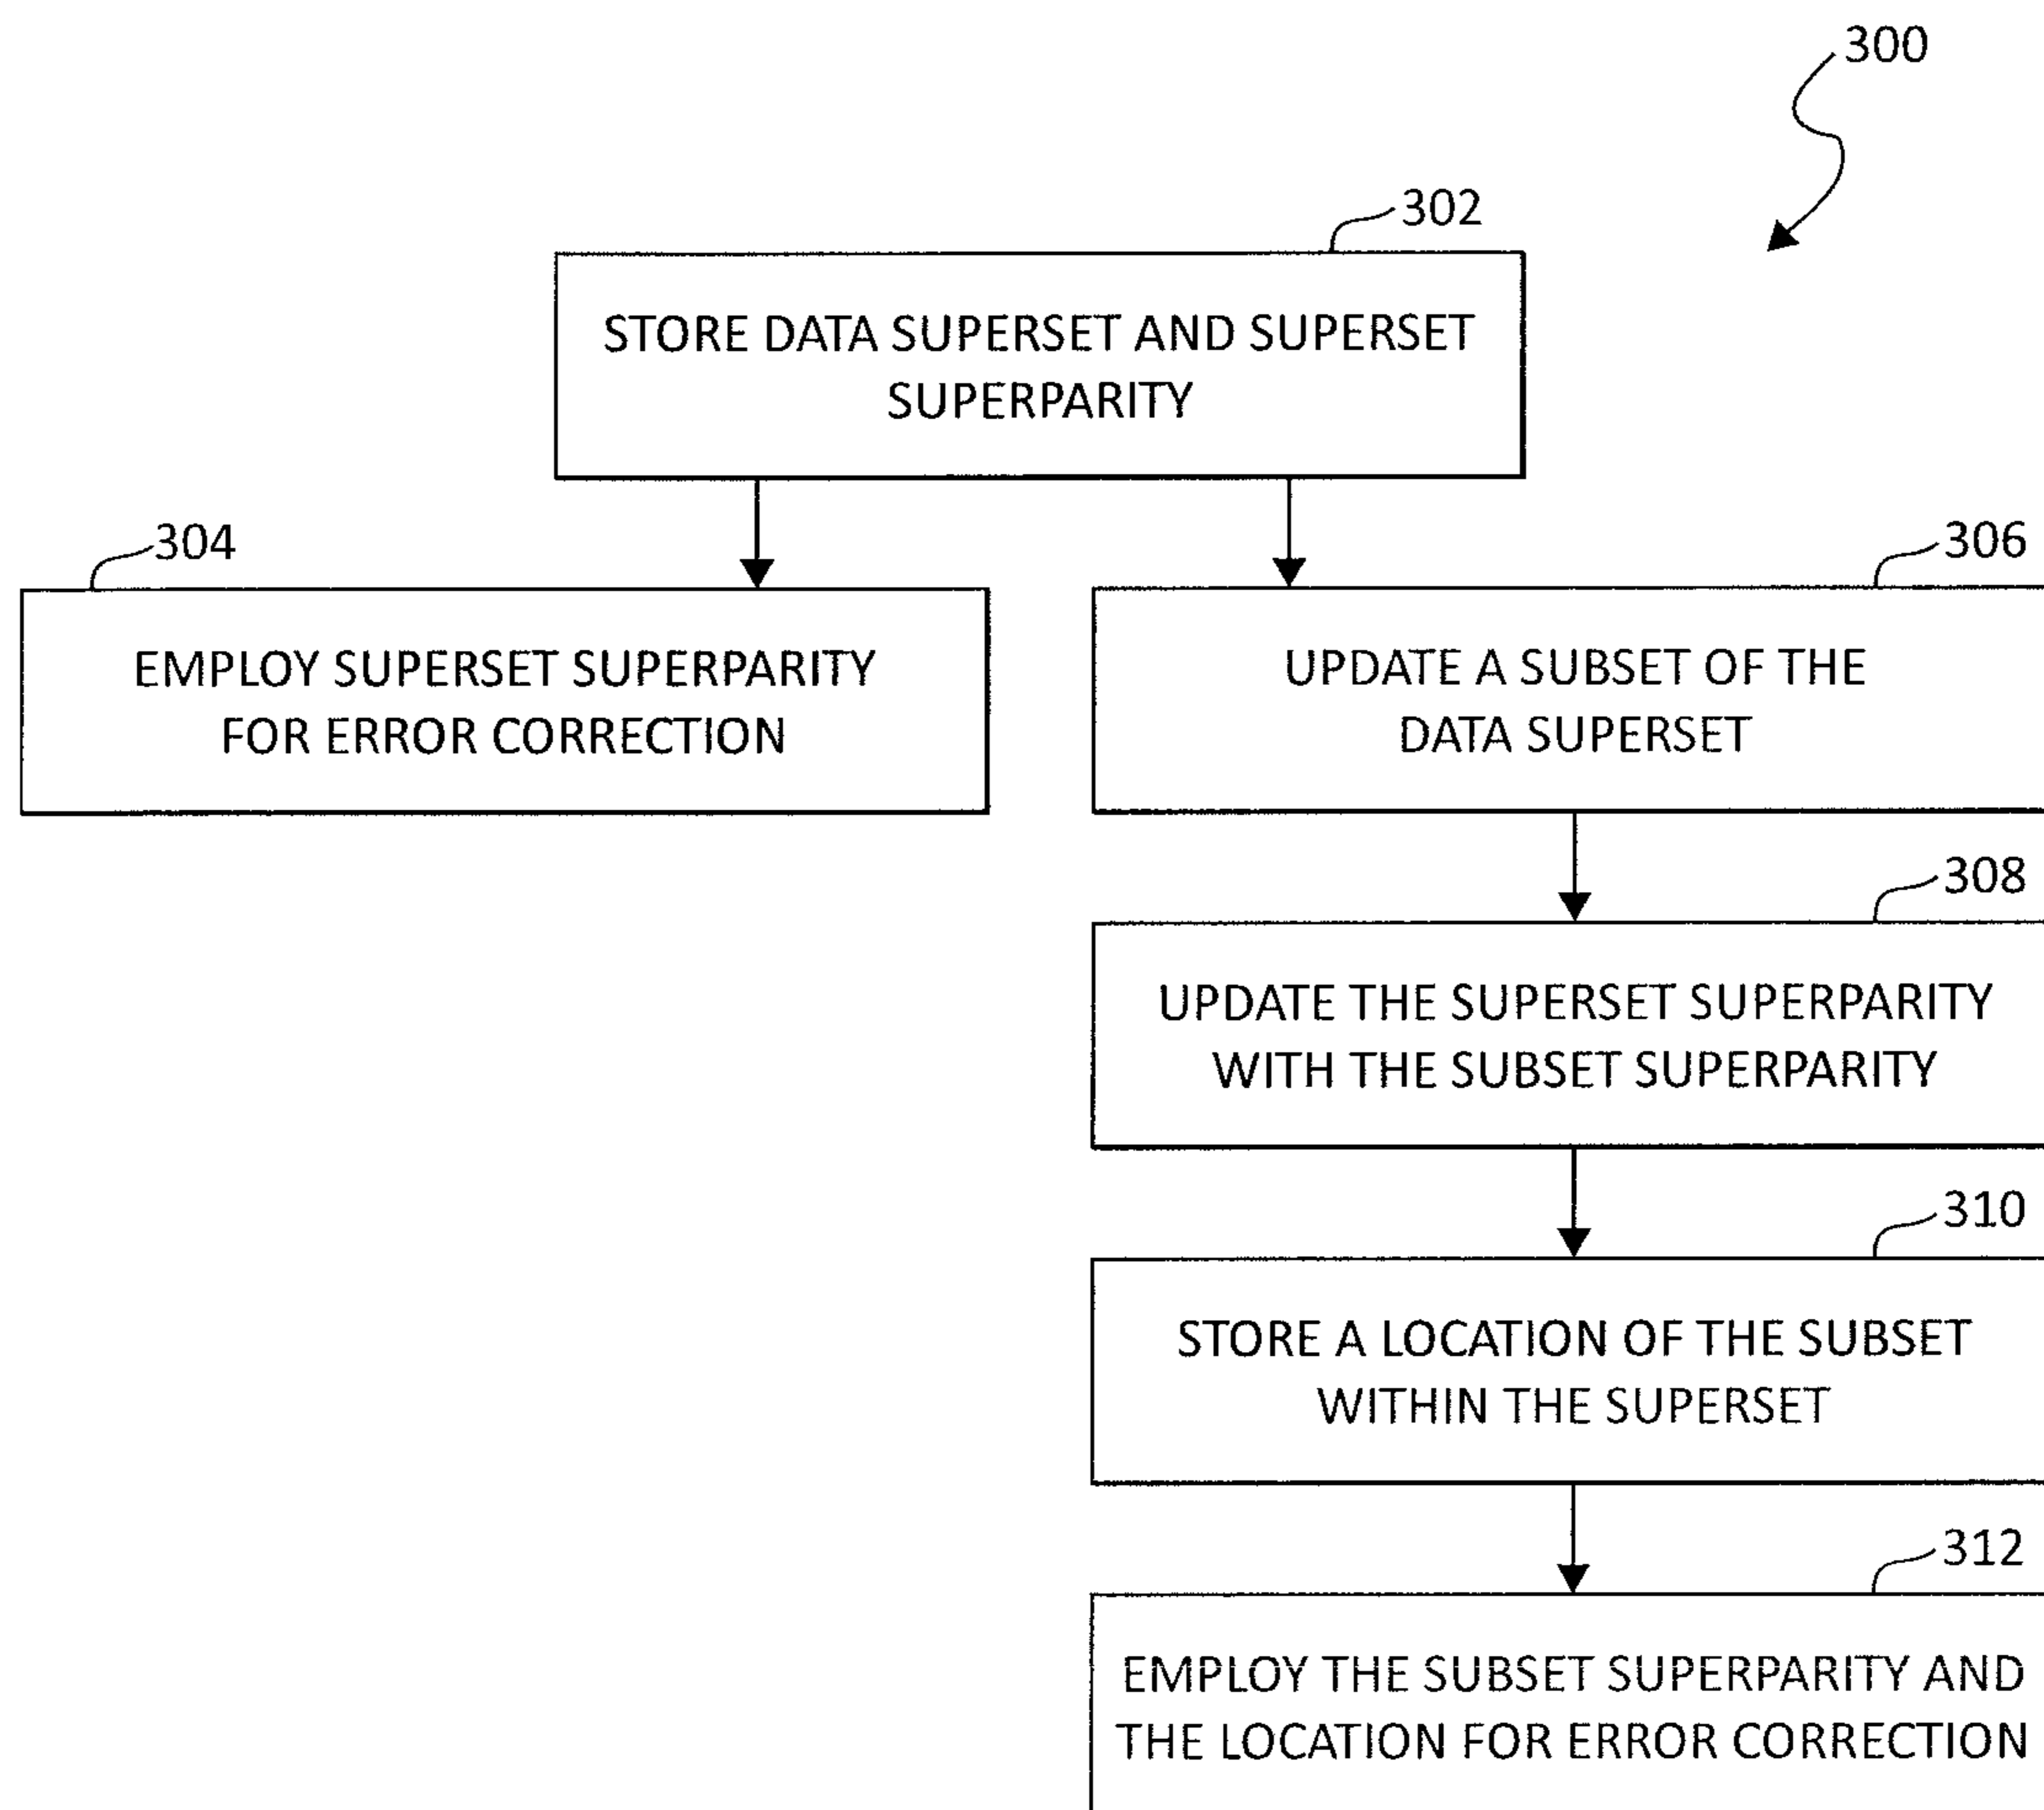 300
302
STORE DATA SUPERSET AND SUPERSET
SUPERPARITY
304
EMPLOY SUPERSET SUPERPARITY
FOR ERROR CORRECTION
306
UPDATE A SUBSET OF THE
DATA SUPERSET
308
UPDATE THE SUPERSET SUPERPARITY
WITH THE SUBSET SUPERPARITY
310
STORE A LOCATION OF THE SUBSET
WITHIN THE SUPERSET
312
EMPLOY THE SUBSET SUPERPARITY AND
THE LOCATION FOR ERROR CORRECTION